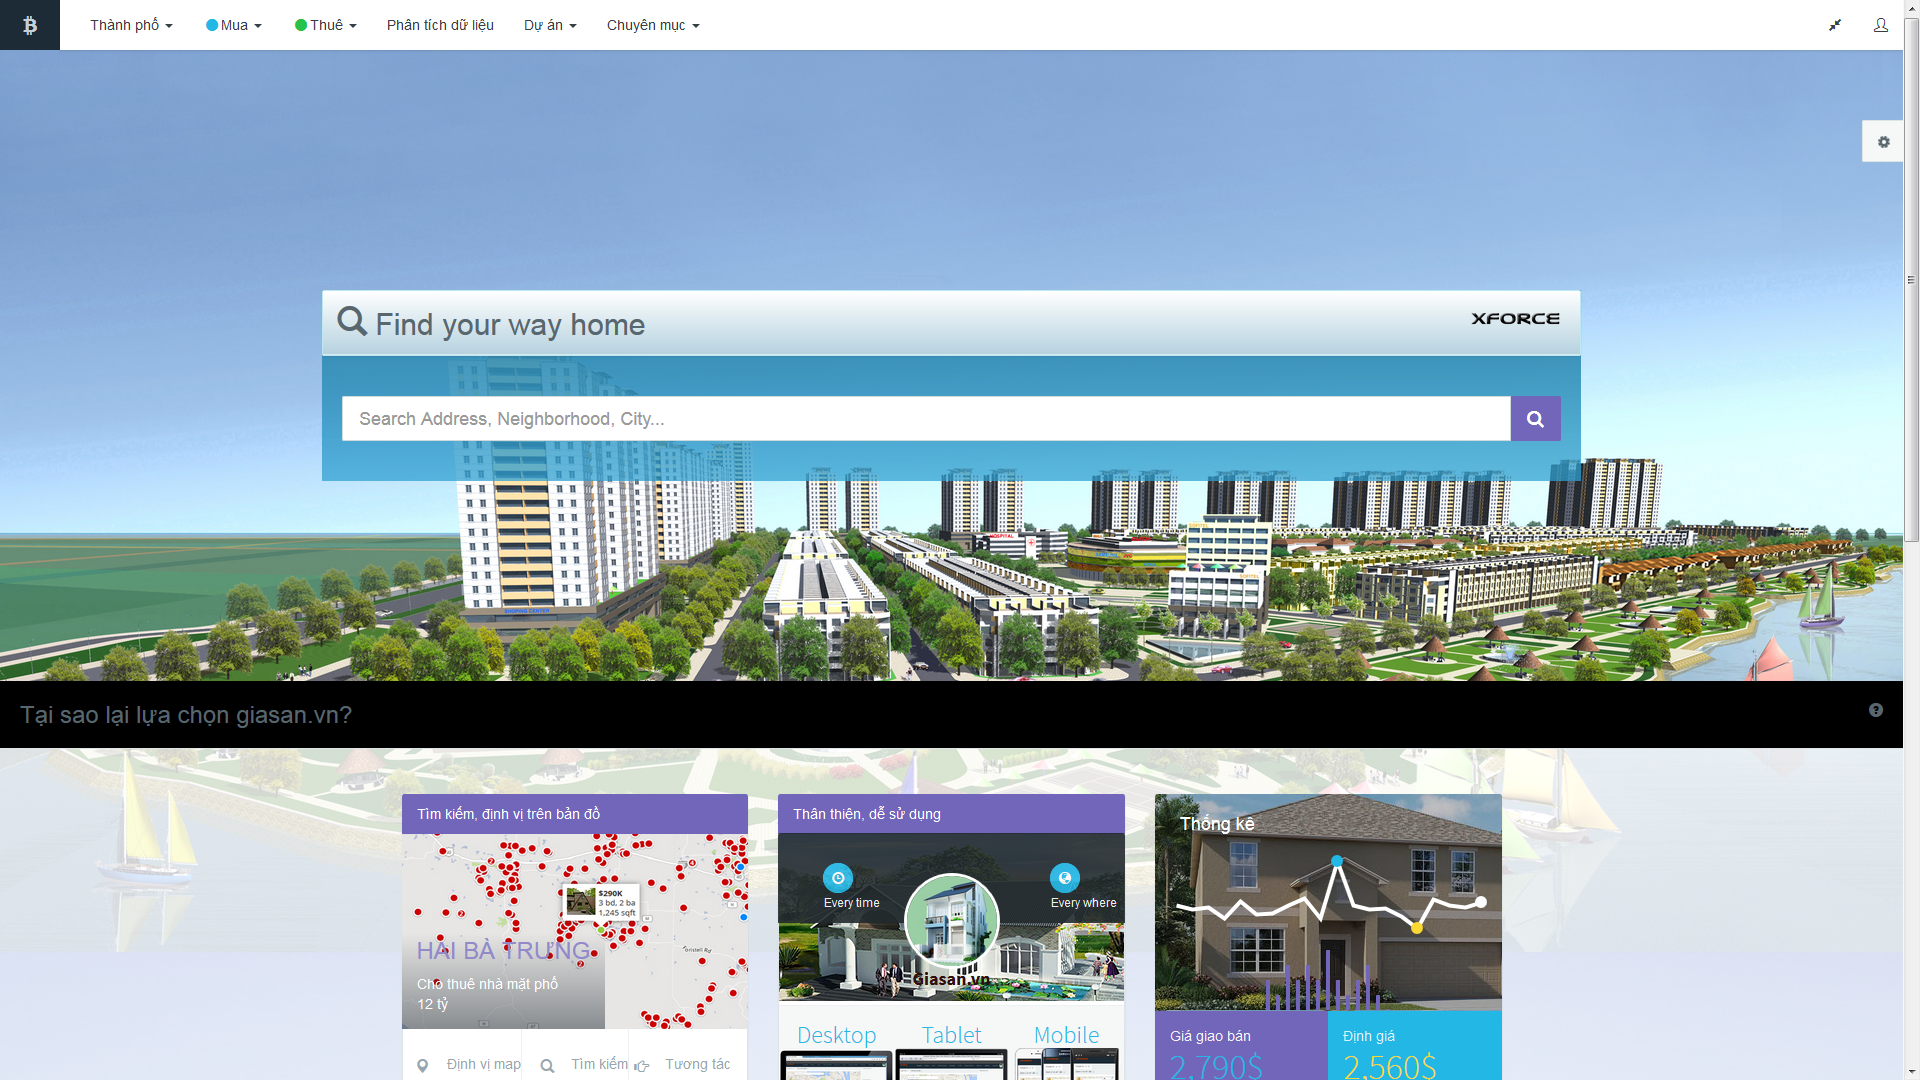 Thành phố
Mua
Thuê
Phân tích dữ liệu
Dự án
Chuyên mục
Find your way home
XFORCE
Search Address, Neighborhood, City...
HOSPITAL
SOFITEL
SHOPING CENTER
Tại sao lại lựa chọn giasan.vn?
Tìm kiếm, định vị trên bản đồ
$290K
3 bd, 2 ba
1,245 sqft
HAI BÀ TRƯNG
Cho thuê nhà mặt phố
12 tỷ
Định vị map
Tìm kiếm
Tương tác
Thân thiện, dễ sử dụng
Every time
Every where
Giasan.vn
Desktop
Tablet
Mobile
Thống kê
Giá giao bán
2,790$
Định giá
2,560$